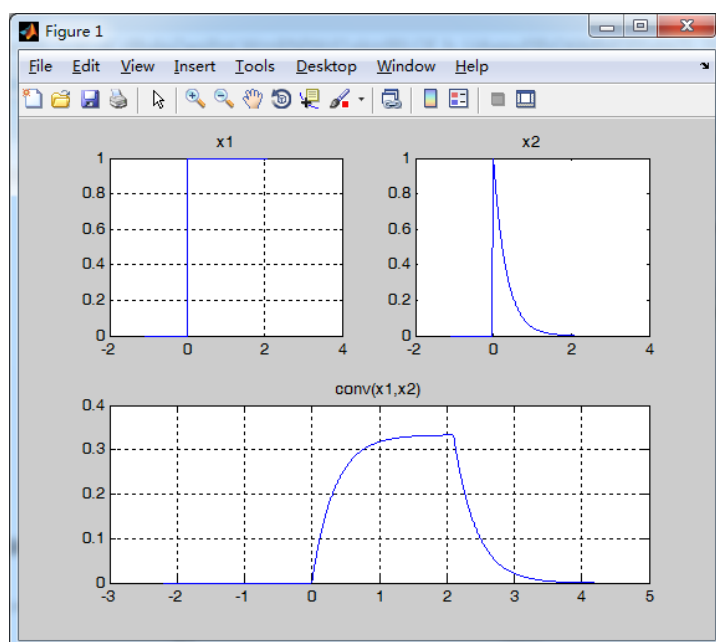 Figure 1
File Edit View Insert Tools Desktop Window Help
x1
1
0.8
0.6
0.4
0.2
0
-2 0 2 4
x2
1
0.8
0.6
0.4
0.2
0
-2 0 2 4
conv(x1,x2)
0.4
0.3
0.2
0.1
0
-3 -2 -1 0 1 2 3 4 5